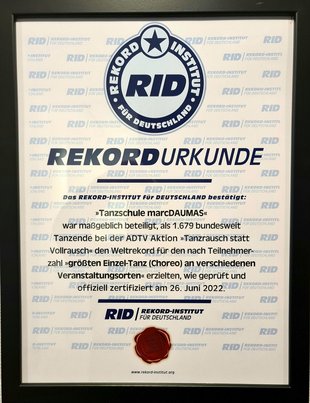 REKORD-INSTITUT
RID
FÜR DEUTSCHLAND
REKORDURKUNDE
Das REKORD-INSTITUT für DEUTSCHLAND bestätigt:
»Tanzschule marcDAUMAS«
war maßgeblich beteiligt, als 1.679 bundesweit
Tanzende bei der ADTV Aktion »Tanzrausch statt
Vollrausch« den Weltrekord für den nach Teilnehmer-
zahl »größten Einzel-Tanz (Choreo) an verschiedenen
Veranstaltungsorten« erzielten, wie geprüft und
offiziell zertifiziert am 26. Juni 2022.
RID REKORD-INSTITUT
FÜR DEUTSCHLAND
www.rekord-institut.org